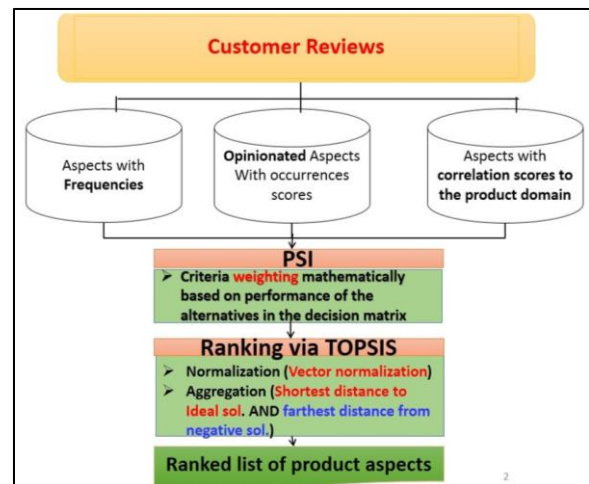 Customer Reviews
Aspects with
Frequencies
Opinionated Aspects
With occurrences
scores
Aspects with
correlation scores to
the product domain
PSI
➢ Criteria weighting mathematically
based on performance of the
alternatives in the decision matrix
Ranking via TOPSIS
➢ Normalization (Vector normalization)
➢ Aggregation (Shortest distance to
Ideal sol. AND farthest distance from
negative sol.)
Ranked list of product aspects
2